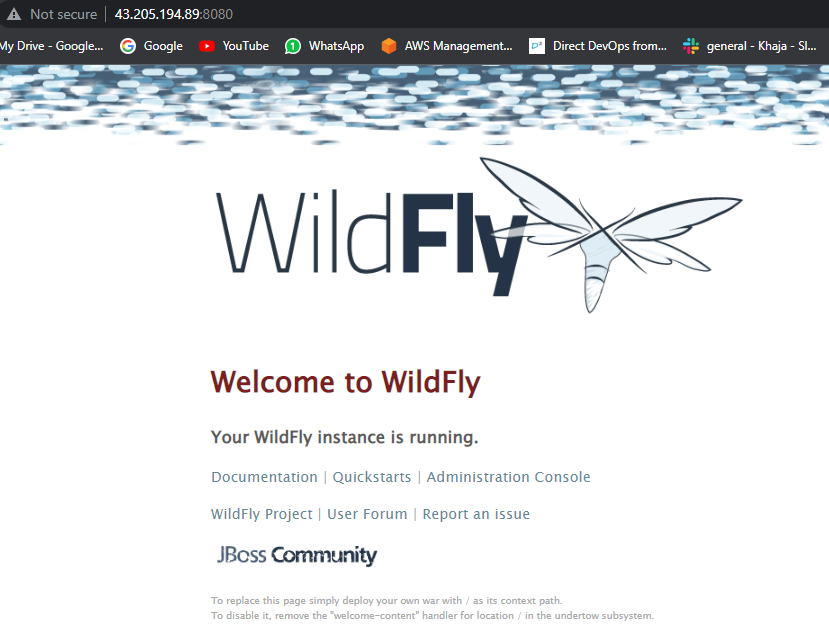 Not secure | 43.205.194.89:8080
My Drive - Google... Google YouTube WhatsApp AWS Management... Direct DevOps from... general - Khaja - Sl...
WildFly
Welcome to WildFly
Your WildFly instance is running.
Documentation | Quickstarts | Administration Console
WildFly Project | User Forum | Report an issue
JBoss Community
To replace this page simply deploy your own war with / as its context path.
To disable it, remove the "welcome-content" handler for location / in the undertow subsystem.